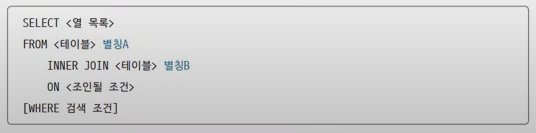 SELECT <열 목록>
FROM <테이블> 별칭A
    INNER JOIN <테이블> 별칭B
    ON <조인될 조건>
[WHERE 검색 조건]